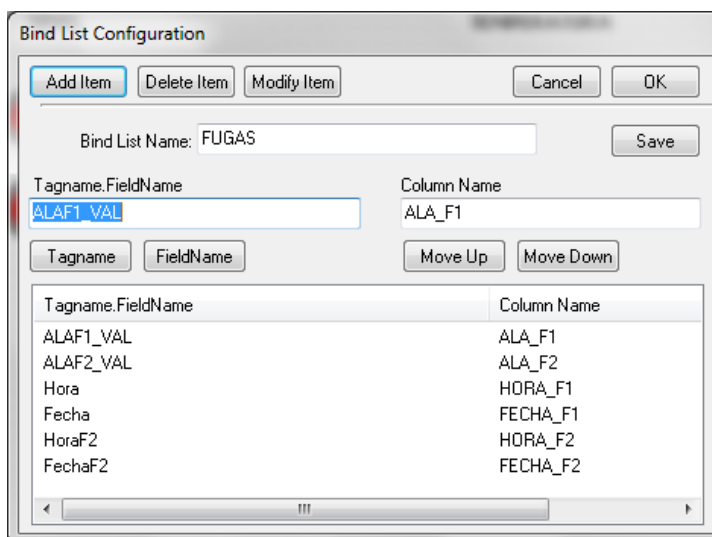 Bind List Configuration
Add Item Delete Item Modify Item Cancel OK
Bind List Name: FUGAS Save
Tagname.FieldName Column Name
ALAF1_VAL ALA_F1
Tagname FieldName Move Up Move Down
Tagname.FieldName Column Name
ALAF1_VAL ALA_F1
ALAF2_VAL ALA_F2
Hora HORA_F1
Fecha FECHA_F1
HoraF2 HORA_F2
FechaF2 FECHA_F2